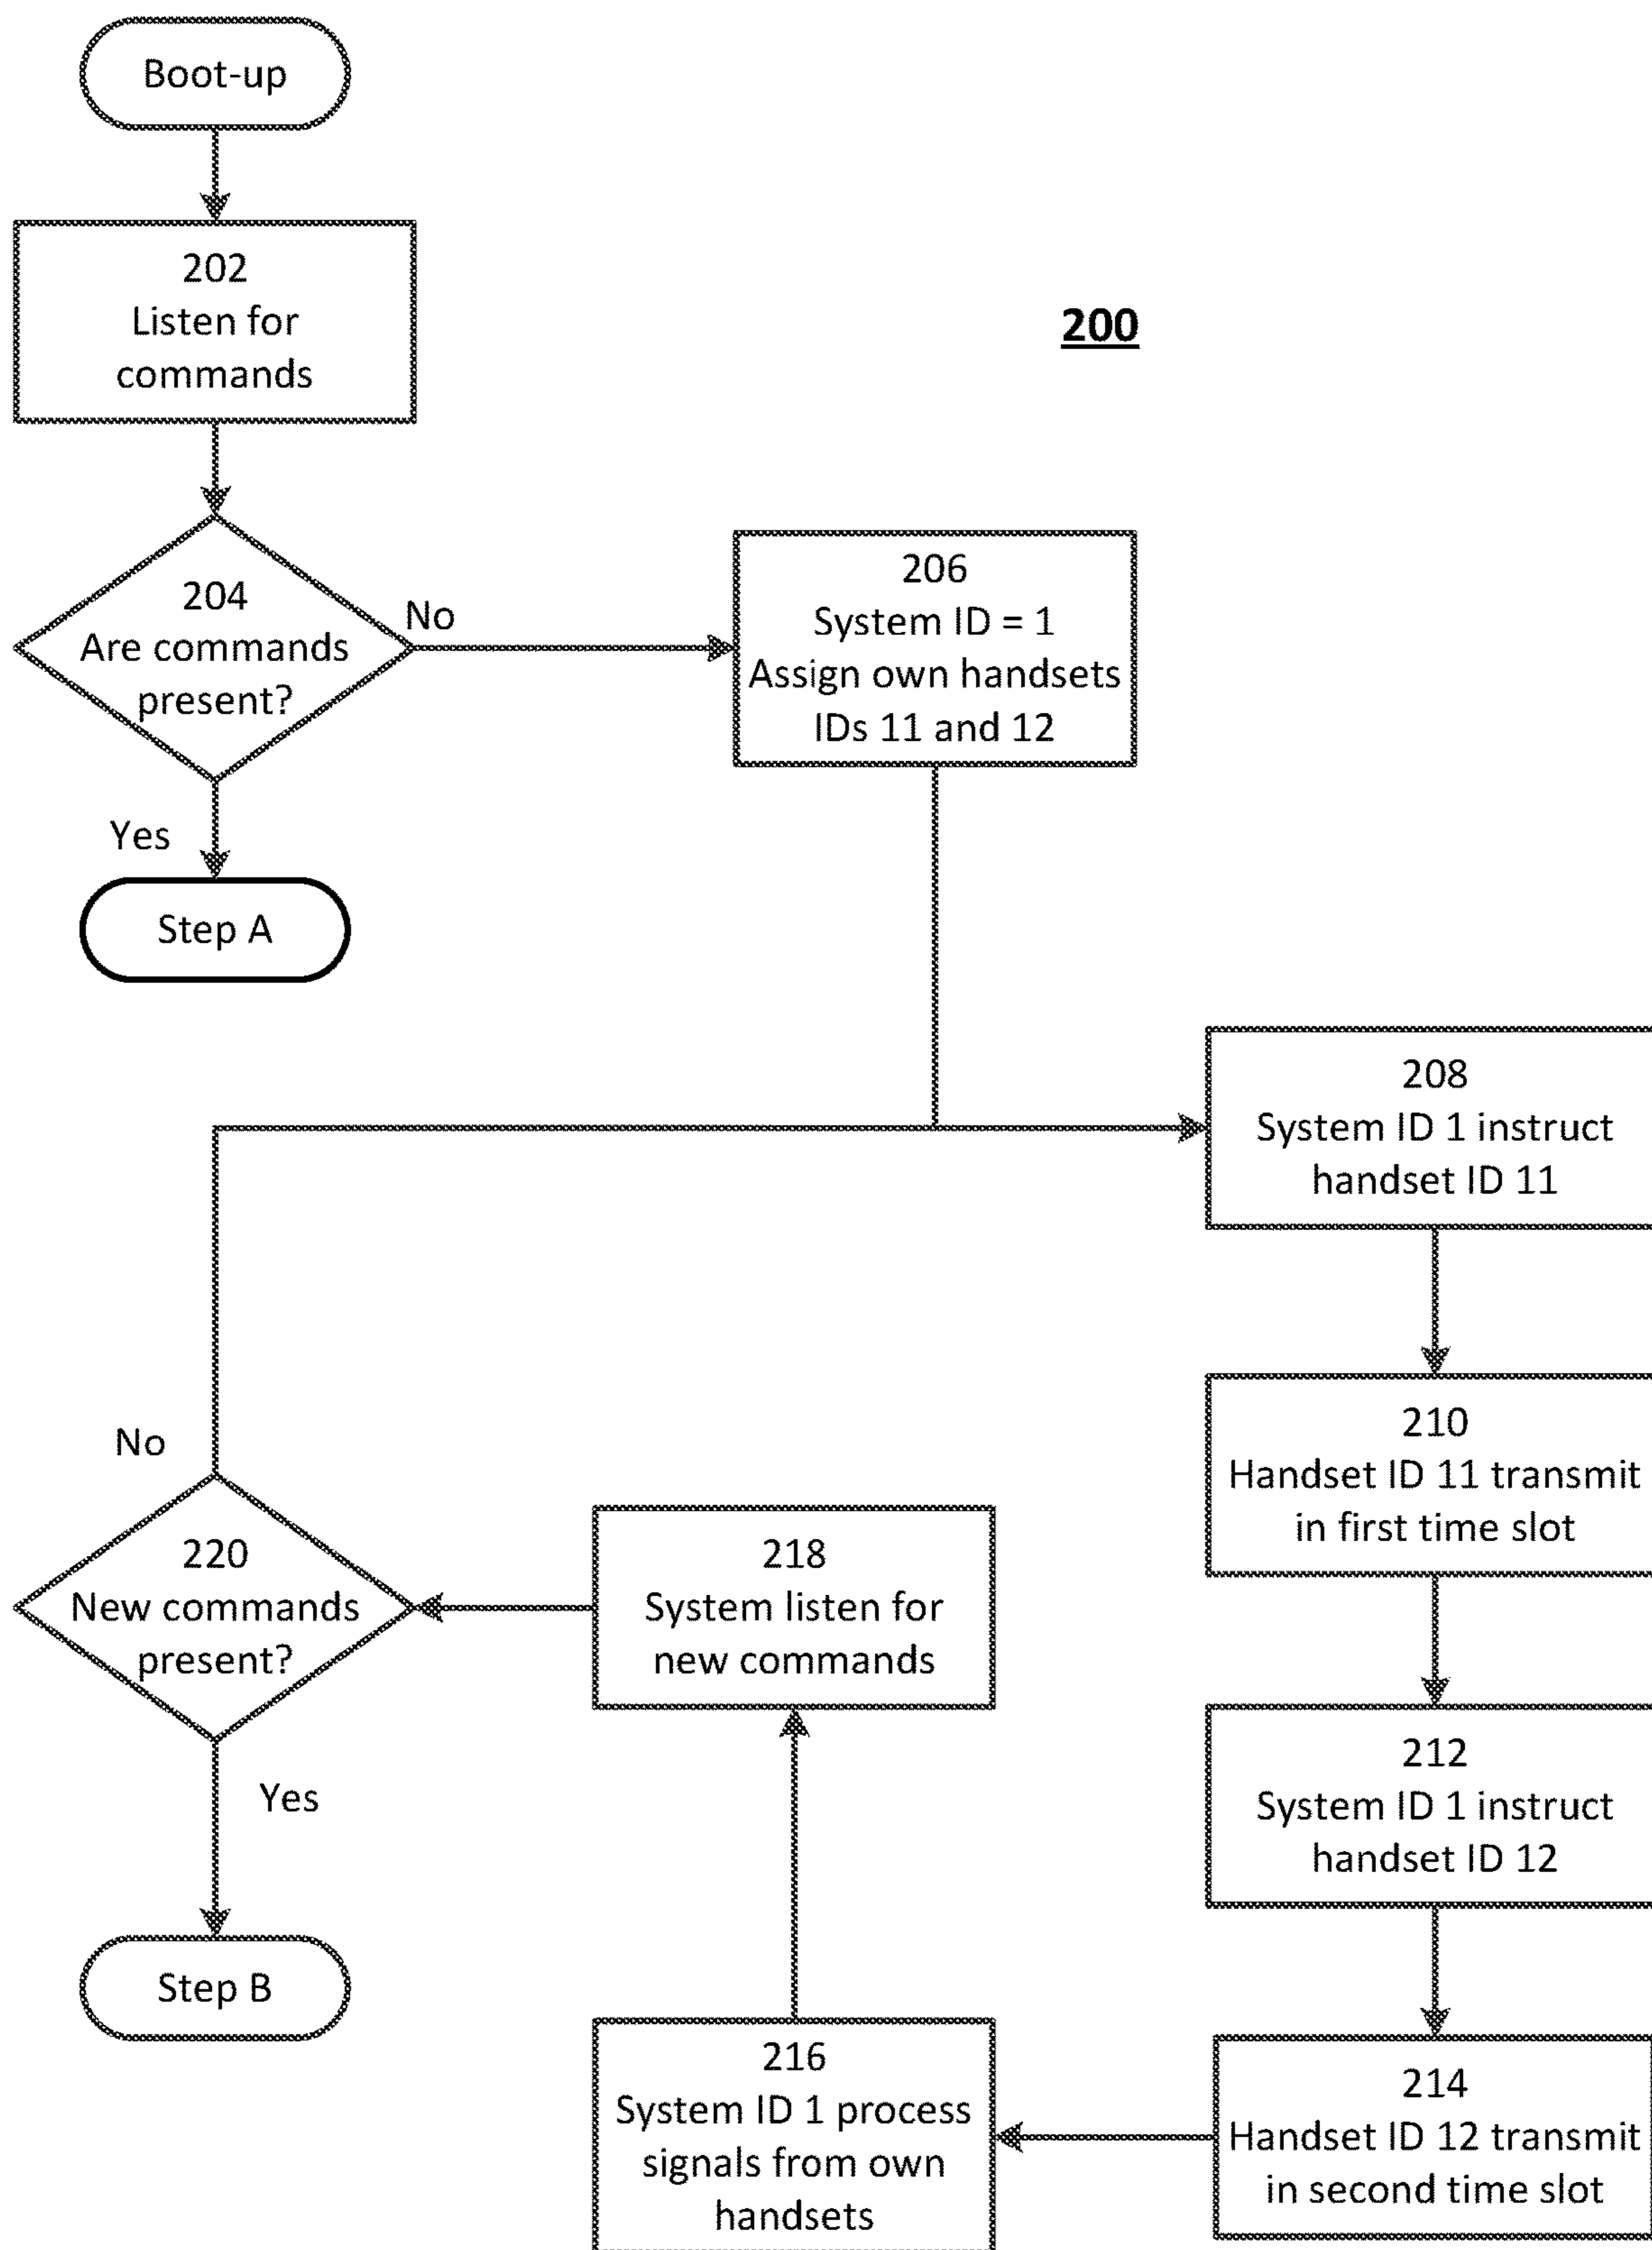 Boot-up
202
Listen for
commands
200
204
Are commands
present?
No
206
System ID = 1
Assign own handsets
IDs 11 and 12
Yes
Step A
208
System ID 1 instruct
handset ID 11
210
Handset ID 11 transmit
in first time slot
212
System ID 1 instruct
handset ID 12
214
Handset ID 12 transmit
in second time slot
216
System ID 1 process
signals from own
handsets
218
System listen for
new commands
220
New commands
present?
No
Yes
Step B